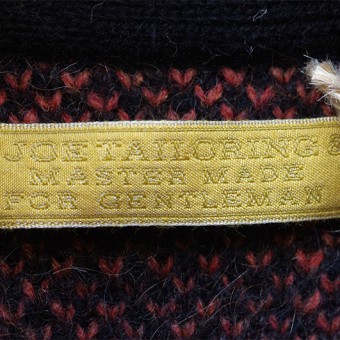 JOE TAILORING ®
MASTER MADE
FOR GENTLEMAN